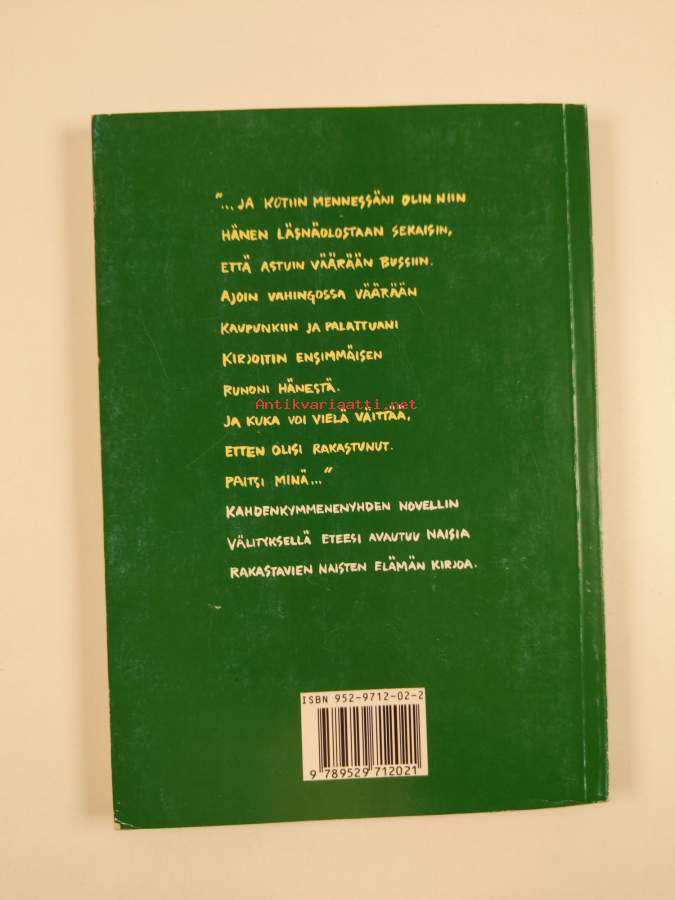 "...JA KOTIIN MENNESSÄNI OLIN NIIN
HÄNEN LÄSNÄOLOSTAAN SEKAISIN,
ETTÄ ASTUIN VÄÄRÄÄN BUSSIIN.
AJOIN VAHINGOSSA VÄÄRÄÄN
KAUPUNKIIN JA PALATTUANI
KIRJOITIN ENSIMMÄISEN
RUNONI HÄNESTÄ.
Antikvariaatti.net
JA KUKA VOI VIELÄ VÄITTÄÄ,
ETTEN OLISI RAKASTUNUT.
PAITSI MINÄ..."
KAHDENKYMMENENYHDEN NOVELLIN
VÄLITYKSELLÄ ETEESI AVAUTUU NAISIA
RAKASTAVIEN NAISTEN ELÄMÄN KIRJOA.
ISBN 952-9712-02-2
9 789529 712021